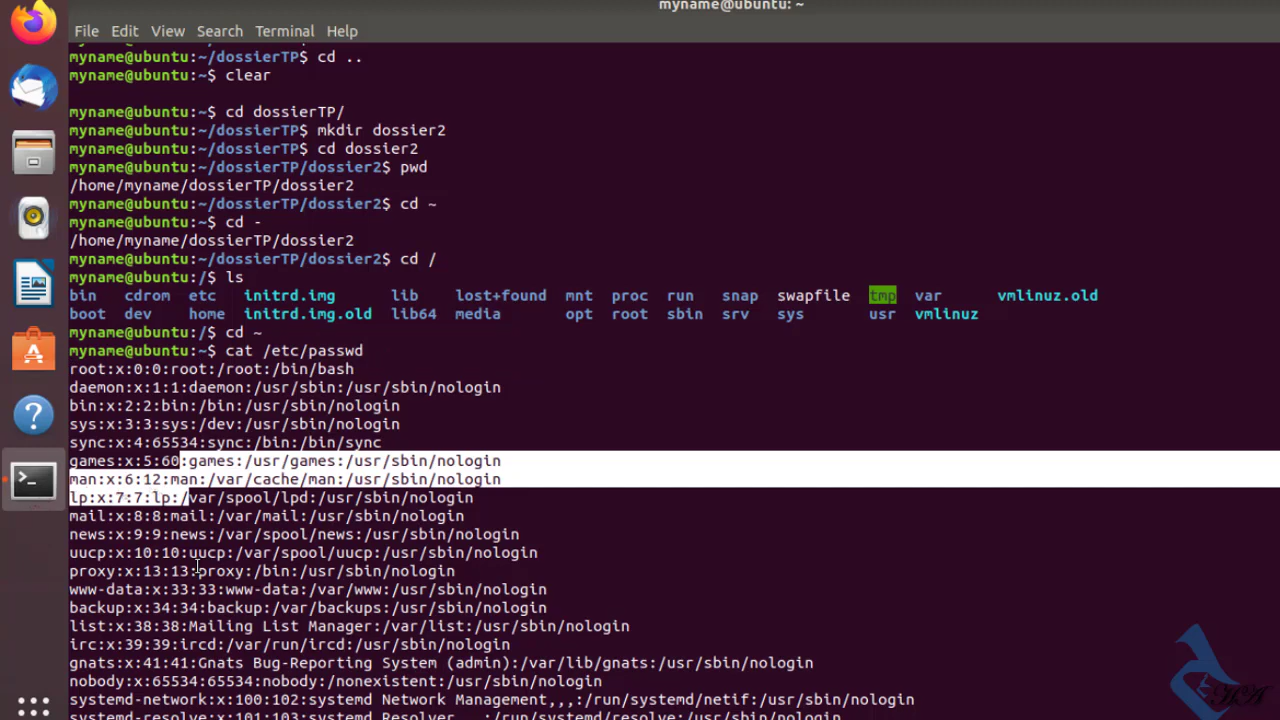 myname@ubuntu: ~
File Edit View Search Terminal Help
myname@ubuntu:~/dossierTP$ cd ..
myname@ubuntu:~$ clear
myname@ubuntu:~$ cd dossierTP/
myname@ubuntu:~/dossierTP$ mkdir dossier2
myname@ubuntu:~/dossierTP$ cd dossier2
myname@ubuntu:~/dossierTP/dossier2$ pwd
/home/myname/dossierTP/dossier2
myname@ubuntu:~/dossierTP/dossier2$ cd ~
myname@ubuntu:~$ cd -
/home/myname/dossierTP/dossier2
myname@ubuntu:~/dossierTP/dossier2$ cd /
myname@ubuntu:/$ ls
bin cdrom etc initrd.img lib lost+found mnt proc run snap swapfile tmp var vmlinuz.old
boot dev home initrd.img.old lib64 media opt root sbin srv sys usr vmlinuz
myname@ubuntu:/$ cd ~
myname@ubuntu:~$ cat /etc/passwd
root:x:0:0:root:/root:/bin/bash
daemon:x:1:1:daemon:/usr/sbin:/usr/sbin/nologin
bin:x:2:2:bin:/bin:/usr/sbin/nologin
sys:x:3:3:sys:/dev:/usr/sbin/nologin
sync:x:4:65534:sync:/bin:/bin/sync
games:x:5:60:games:/usr/games:/usr/sbin/nologin
man:x:6:12:man:/var/cache/man:/usr/sbin/nologin
lp:x:7:7:lp:/var/spool/lpd:/usr/sbin/nologin
mail:x:8:8:mail:/var/mail:/usr/sbin/nologin
news:x:9:9:news:/var/spool/news:/usr/sbin/nologin
uucp:x:10:10:uucp:/var/spool/uucp:/usr/sbin/nologin
proxy:x:13:13:proxy:/bin:/usr/sbin/nologin
www-data:x:33:33:www-data:/var/www:/usr/sbin/nologin
backup:x:34:34:backup:/var/backups:/usr/sbin/nologin
list:x:38:38:Mailing List Manager:/var/list:/usr/sbin/nologin
irc:x:39:39:ircd:/var/run/ircd:/usr/sbin/nologin
gnats:x:41:41:Gnats Bug-Reporting System (admin):/var/lib/gnats:/usr/sbin/nologin
nobody:x:65534:65534:nobody:/nonexistent:/usr/sbin/nologin
systemd-network:x:100:102:systemd Network Management,,,:/run/systemd/netif:/usr/sbin/nologin
systemd-resolve:x:101:103:systemd Resolver,,,:/run/systemd/resolve:/usr/sbin/nologin